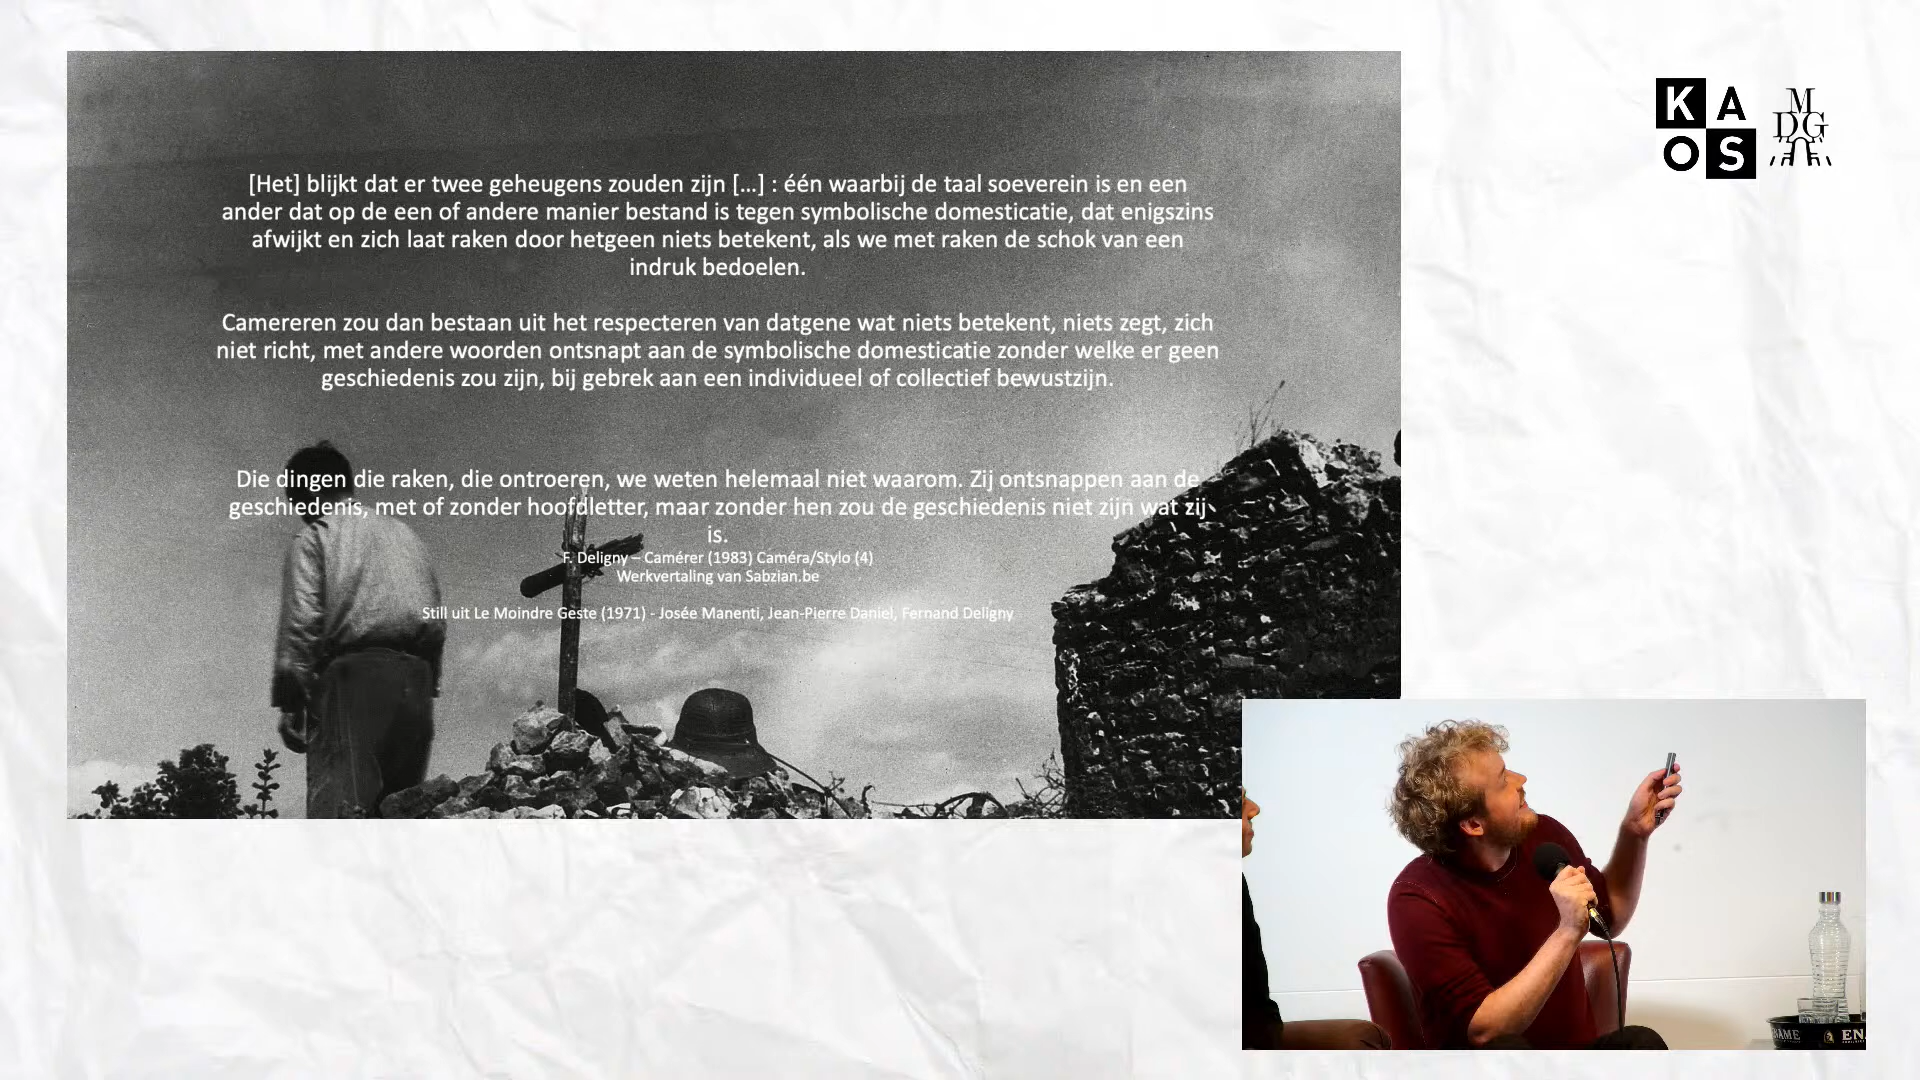 [Het] blijkt dat er twee geheugens zouden zijn [...] : één waarbij de taal soeverein is en een
ander dat op de een of andere manier bestand is tegen symbolische domesticatie, dat enigszins
afwijkt en zich laat raken door hetgeen niets betekent, als we met raken de schok van een
indruk bedoelen.
Camereren zou dan bestaan uit het respecteren van datgene wat niets betekent, niets zegt, zich
niet richt, met andere woorden ontsnapt aan de symbolische domesticatie zonder welke er geen
geschiedenis zou zijn, bij gebrek aan een individueel of collectief bewustzijn.
Die dingen die raken, die ontroeren, we weten helemaal niet waarom. Zij ontsnappen aan de
geschiedenis, met of zonder hoofdletter, maar zonder hen zou de geschiedenis niet zijn wat zij
is.
F. Deligny – Camérer (1983) Caméra/Stylo (4)
Werkvertaling van Sabzian.be
Still uit Le Moindre Geste (1971) - Josée Manenti, Jean-Pierre Daniel, Fernand Deligny
KA
OS
M
DG
EN